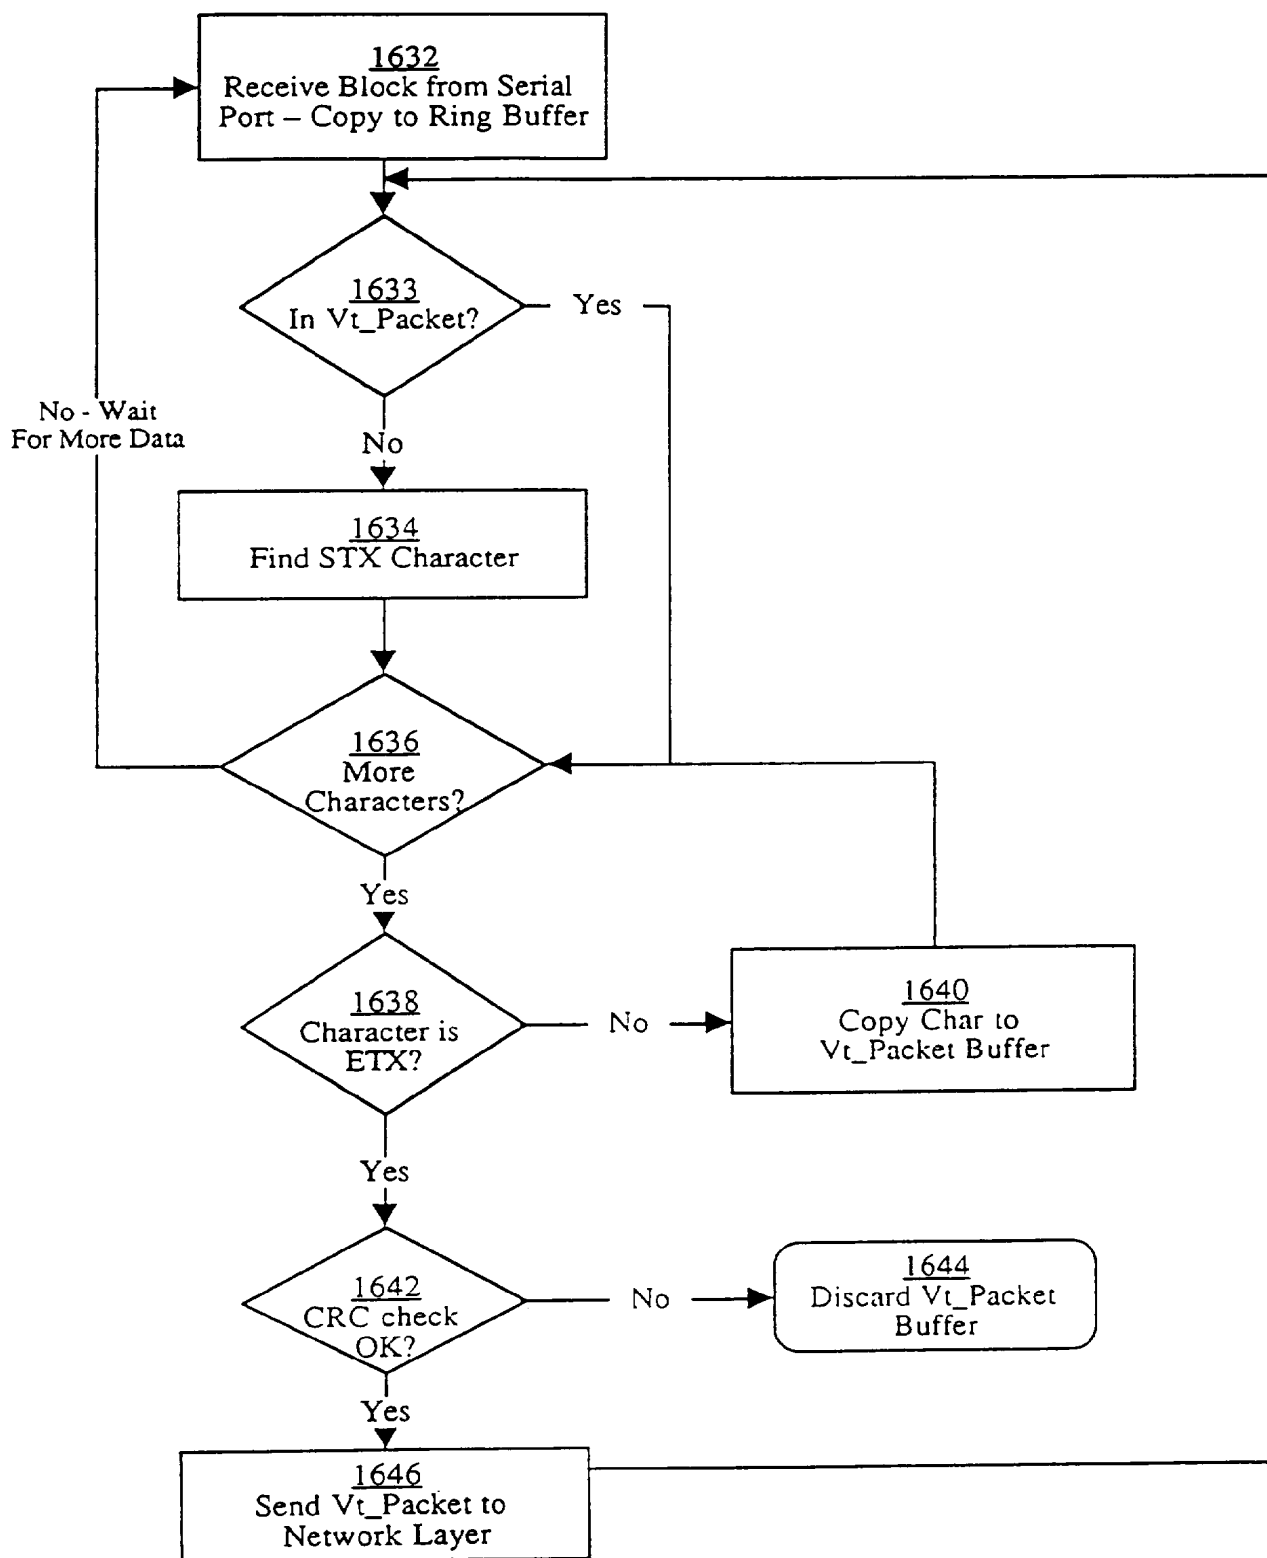 1632
Receive Block from Serial
Port – Copy to Ring Buffer
1633
In Vt_Packet?
Yes
No - Wait
For More Data
No
1634
Find STX Character
1636
More
Characters?
Yes
1638
Character is
ETX?
No
1640
Copy Char to
Vt_Packet Buffer
Yes
1642
CRC check
OK?
No
1644
Discard Vt_Packet
Buffer
Yes
1646
Send Vt_Packet to
Network Layer